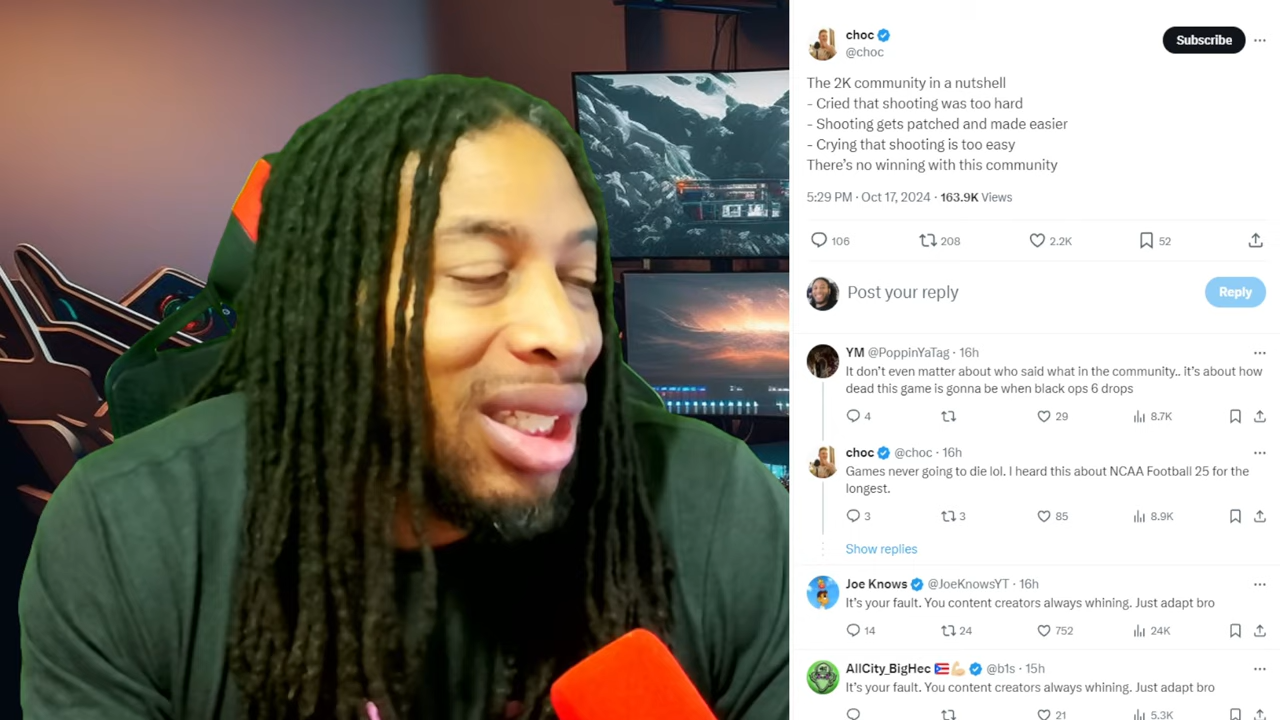 choc
@choc
Subscribe
The 2K community in a nutshell
- Cried that shooting was too hard
- Shooting gets patched and made easier
- Crying that shooting is too easy
There's no winning with this community
5:29 PM · Oct 17, 2024 · 163.9K Views
106 208 2.2K 52
Post your reply
Reply
YM @PoppinYaTag · 16h
It don't even matter about who said what in the community.. it's about how
dead this game is gonna be when black ops 6 drops
4 29 8.7K
choc @choc · 16h
Games never going to die lol. I heard this about NCAA Football 25 for the
longest.
3 3 85 8.9K
Show replies
Joe Knows @JoeKnowsYT · 16h
It's your fault. You content creators always whining. Just adapt bro
14 24 752 24K
AllCity_BigHec 🇵🇷💪🏼 @b1s · 15h
It's your fault. You content creators always whining. Just adapt bro
21 5.3K